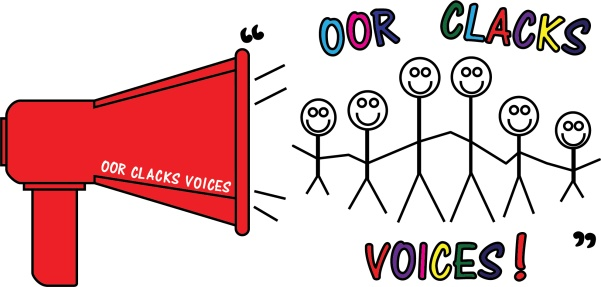 “
OOR CLACKS
OOR CLACKS VOICES
VOICES!
”